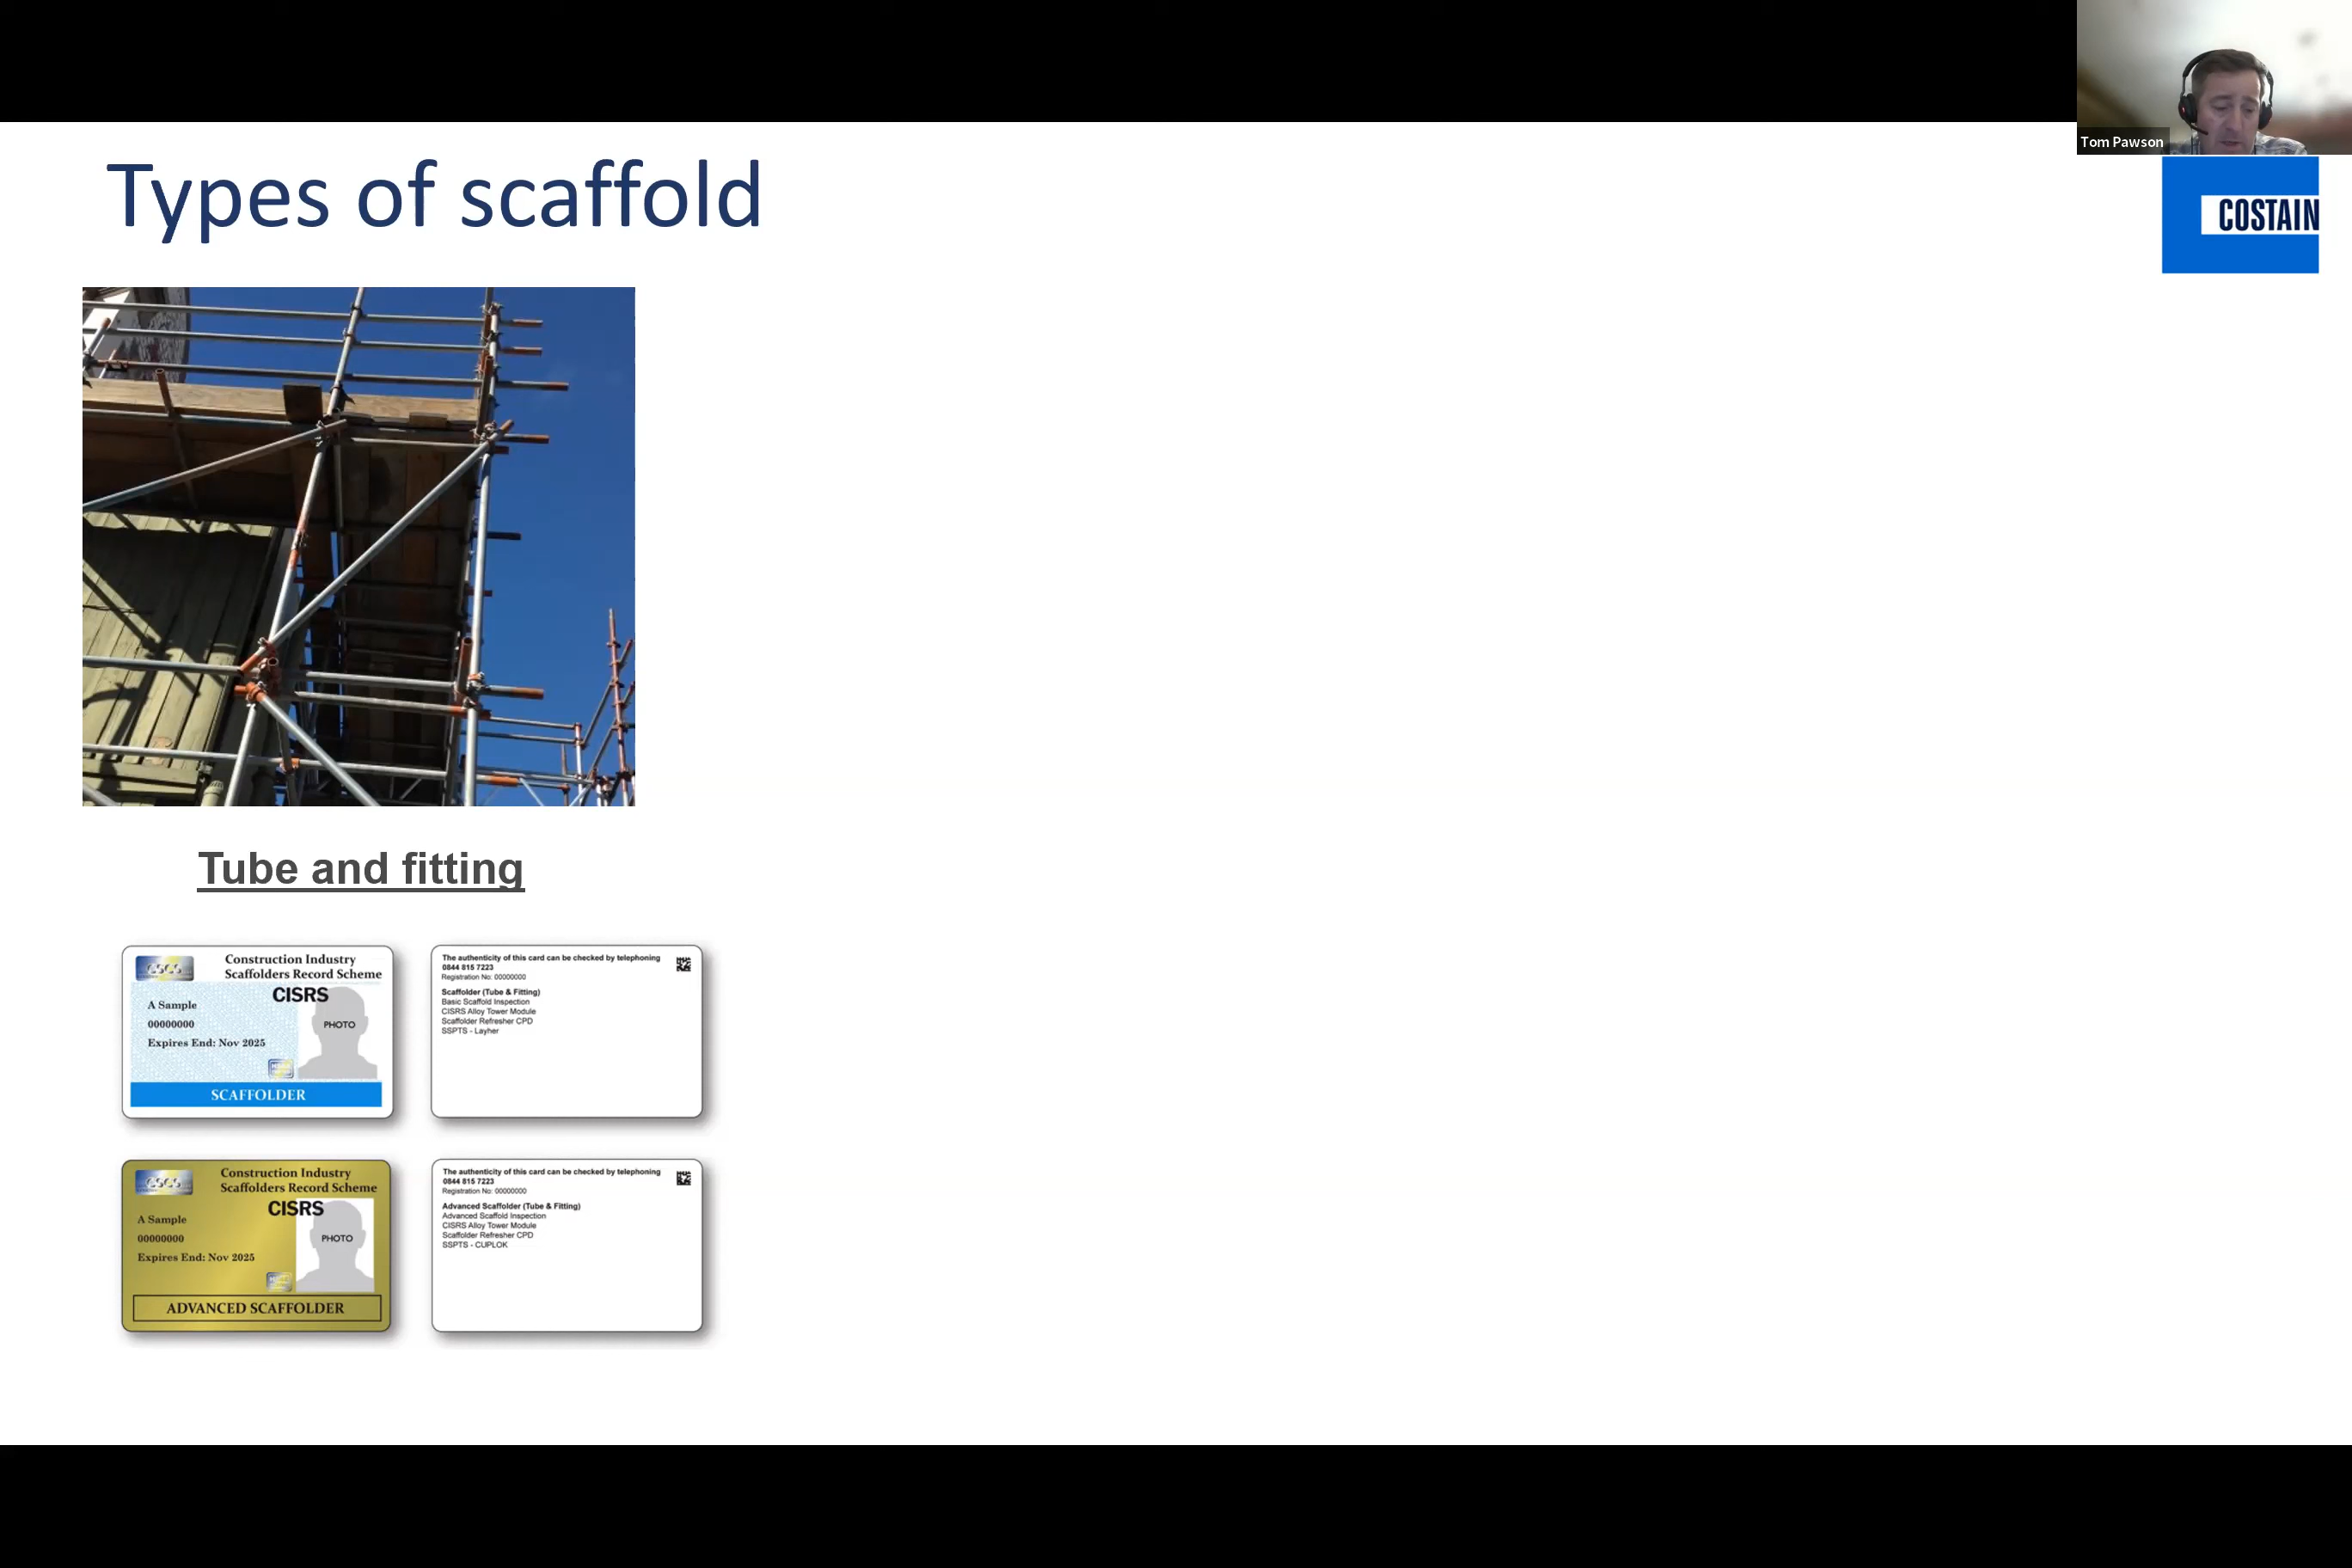 Tom Pawson
COSTAIN
Types of scaffold
Tube and fitting
CSCS
Construction Industry
Scaffolders Record Scheme
CISRS
A Sample
00000000
Expires End: Nov 2025
PHOTO
SCAFFOLDER
The authenticity of this card can be checked by telephoning
0844 815 7223
Registration No: 00000000
Scaffolder (Tube & Fitting)
Basic Scaffold Inspection
CISRS Alloy Tower Module
Scaffolder Refresher CPD
SSPTS - Layher
CSCS
Construction Industry
Scaffolders Record Scheme
CISRS
A Sample
00000000
Expires End: Nov 2025
PHOTO
ADVANCED SCAFFOLDER
The authenticity of this card can be checked by telephoning
0844 815 7223
Registration No: 00000000
Advanced Scaffolder (Tube & Fitting)
Advanced Scaffold Inspection
CISRS Alloy Tower Module
Scaffolder Refresher CPD
SSPTS - CUPLOK